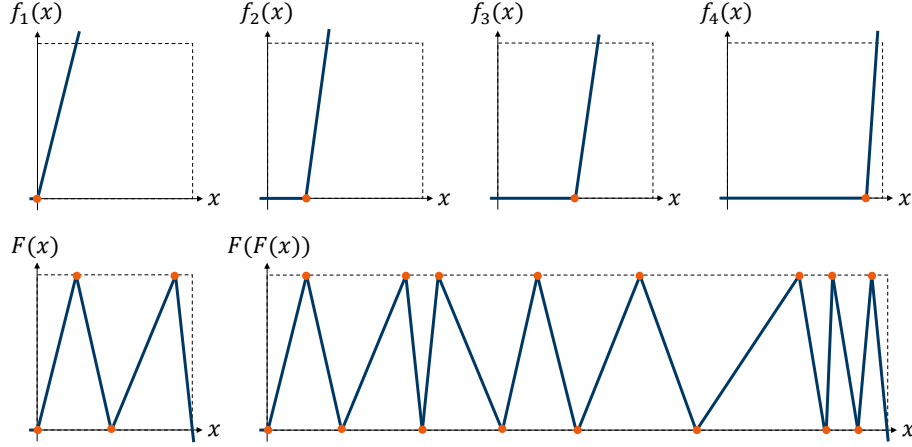 f₁(x)
f₂(x)
f₃(x)
f₄(x)
x
x
x
x
F(x)
F(F(x))
x
x